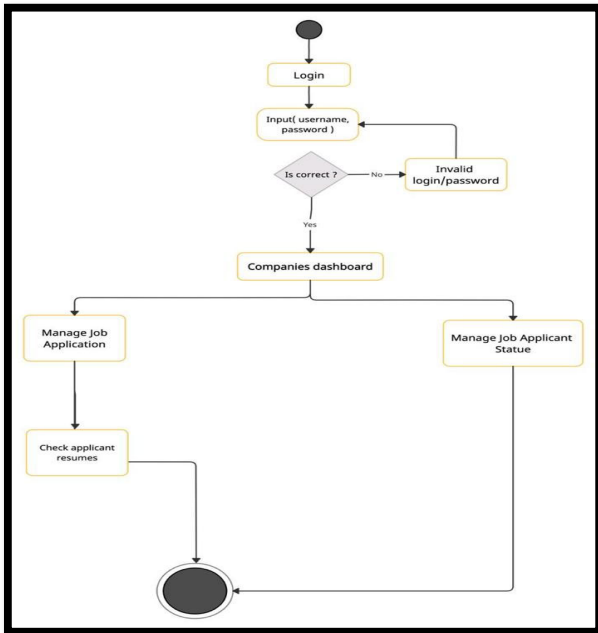 Login
Input( username,
password )
Is correct ?
No
Invalid
login/password
Yes
Companies dashboard
Manage Job
Application
Manage Job Applicant
Statue
Check applicant
resumes